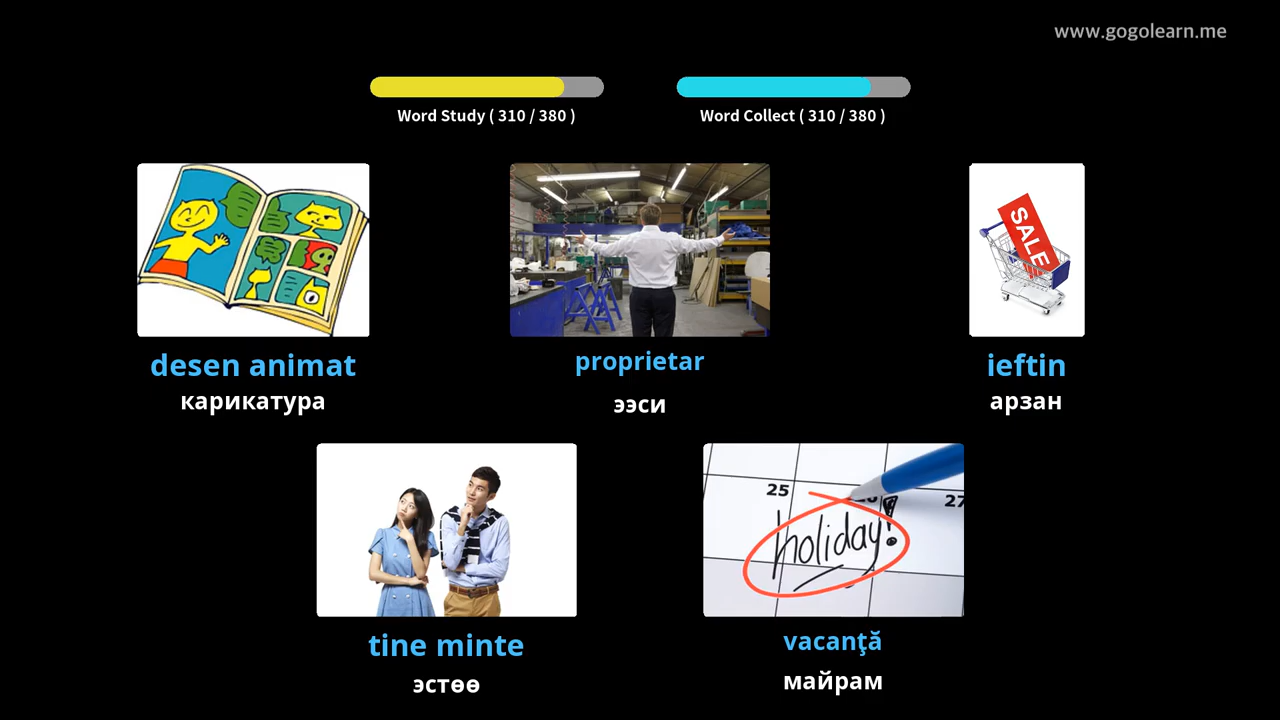 www.gogolearn.me
Word Study ( 310 / 380 )
Word Collect ( 310 / 380 )
SALE
desen animat
карикатура
proprietar
ээси
ieftin
арзан
25
27
holiday!
tine minte
эстөө
vacanţă
майрам